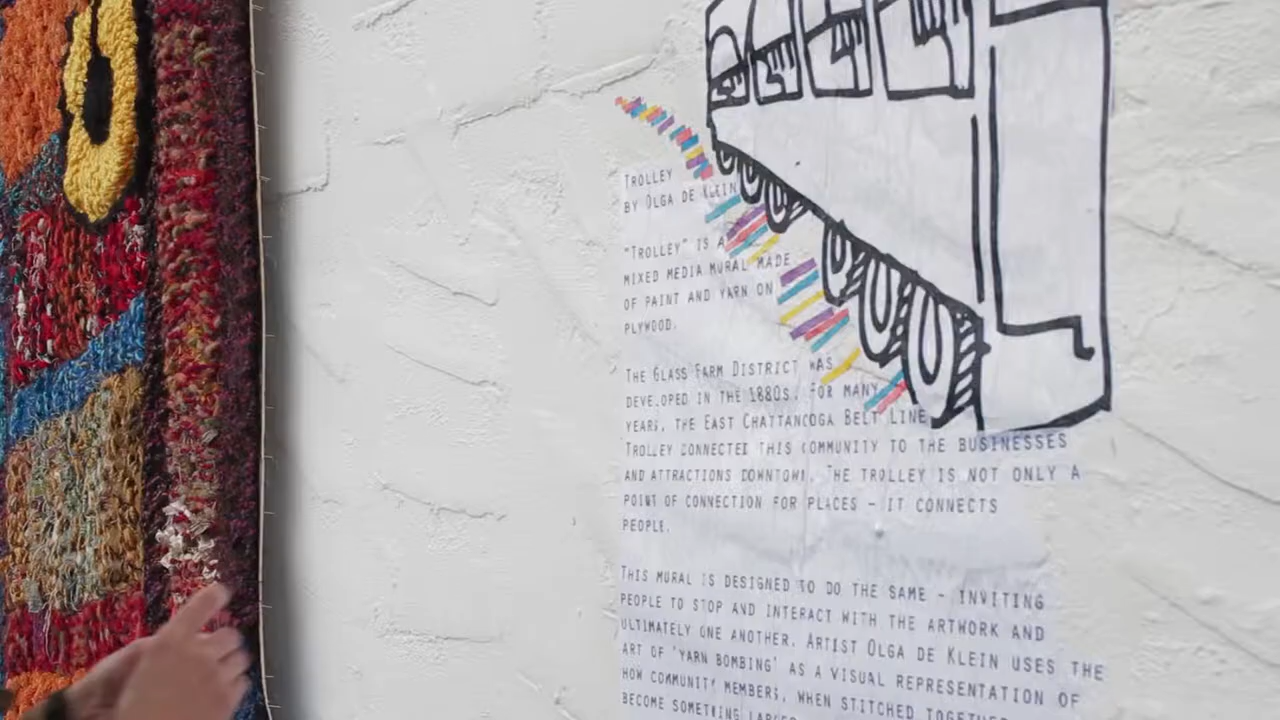 TROLLEY
BY OLGA DE KLEIN
"TROLLEY" IS A
MIXED MEDIA MURAL MADE
OF PAINT AND YARN ON
PLYWOOD.
THE GLASS FARM DISTRICT WAS
DEVELOPED IN THE 1880S. FOR MANY
YEARS, THE EAST CHATTANOOGA BELT LINE
TROLLEY CONNECTED THIS COMMUNITY TO THE BUSINESSES
AND ATTRACTIONS DOWNTOWN. THE TROLLEY IS NOT ONLY A
POINT OF CONNECTION FOR PLACES – IT CONNECTS
PEOPLE.
THIS MURAL IS DESIGNED TO DO THE SAME – INVITING
PEOPLE TO STOP AND INTERACT WITH THE ARTWORK AND
ULTIMATELY ONE ANOTHER. ARTIST OLGA DE KLEIN USES THE
ART OF 'YARN BOMBING' AS A VISUAL REPRESENTATION OF
HOW COMMUNITY MEMBERS, WHEN STITCHED TOGETHER
BECOME SOMETHING LARGER